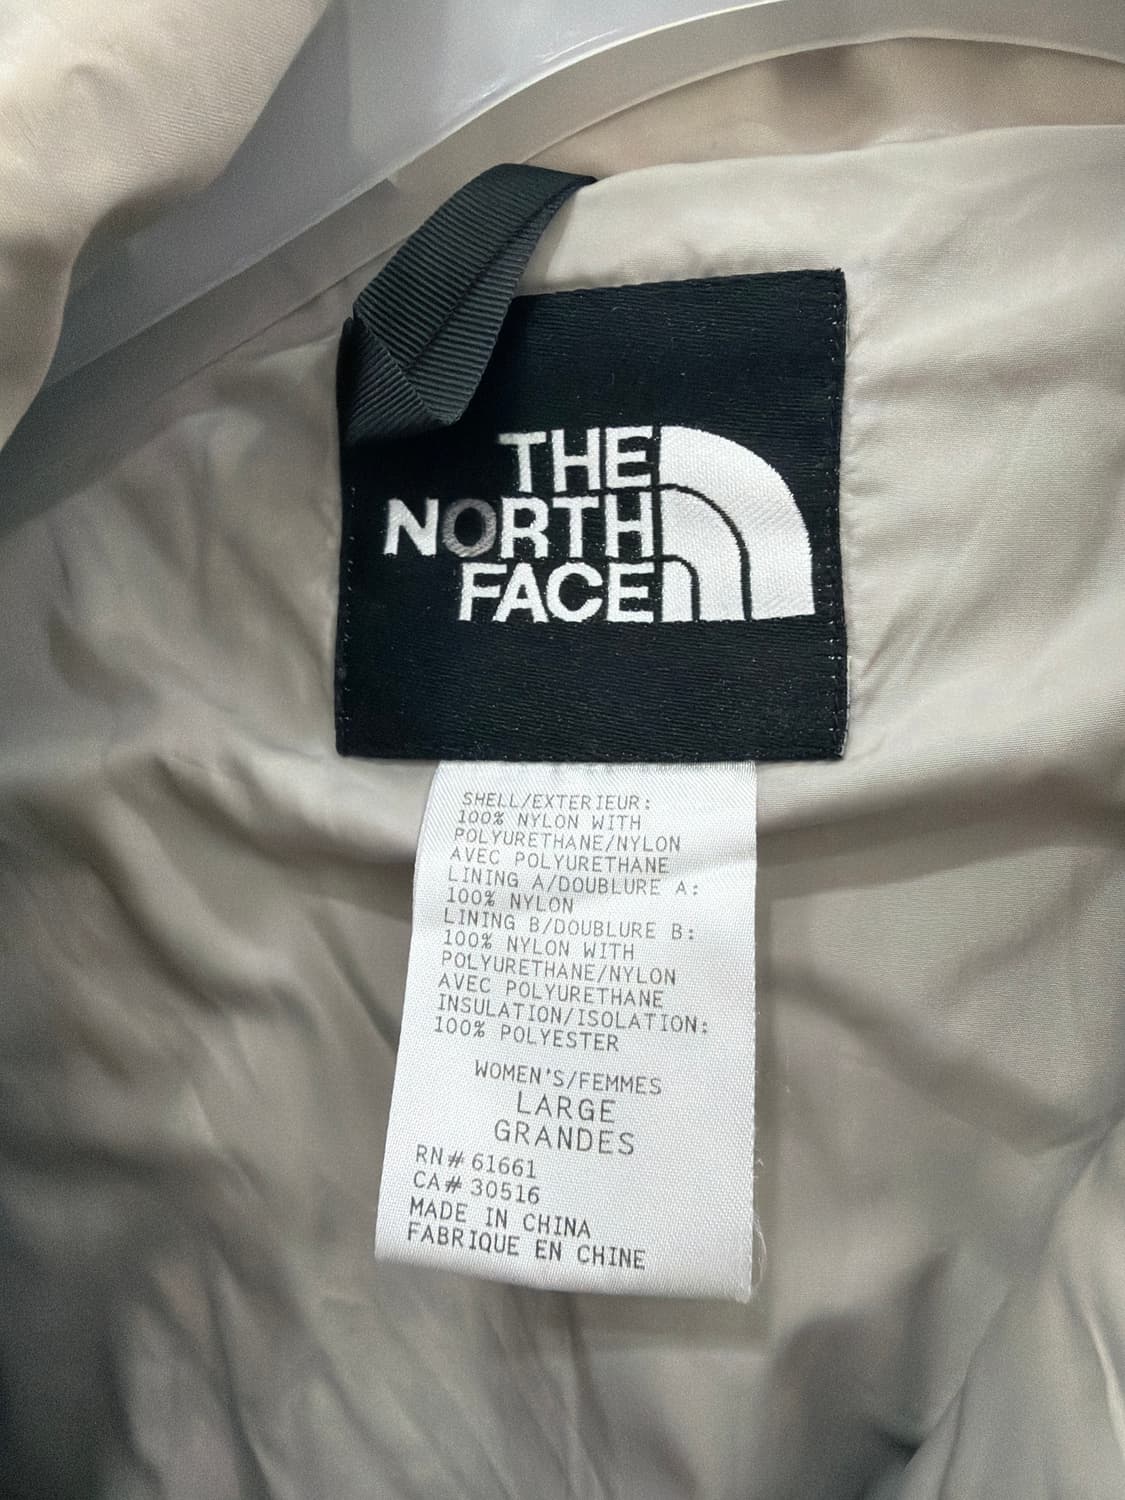 THE
NORTH
FACE
SHELL/EXTERIEUR:
100% NYLON WITH
POLYURETHANE/NYLON
AVEC POLYURETHANE
LINING A/DOUBLURE A:
100% NYLON
LINING B/DOUBLURE B:
100% NYLON WITH
POLYURETHANE/NYLON
AVEC POLYURETHANE
INSULATION/ISOLATION:
100% POLYESTER
WOMEN'S/FEMMES
LARGE
GRANDES
RN# 61661
CA# 30516
MADE IN CHINA
FABRIQUE EN CHINE